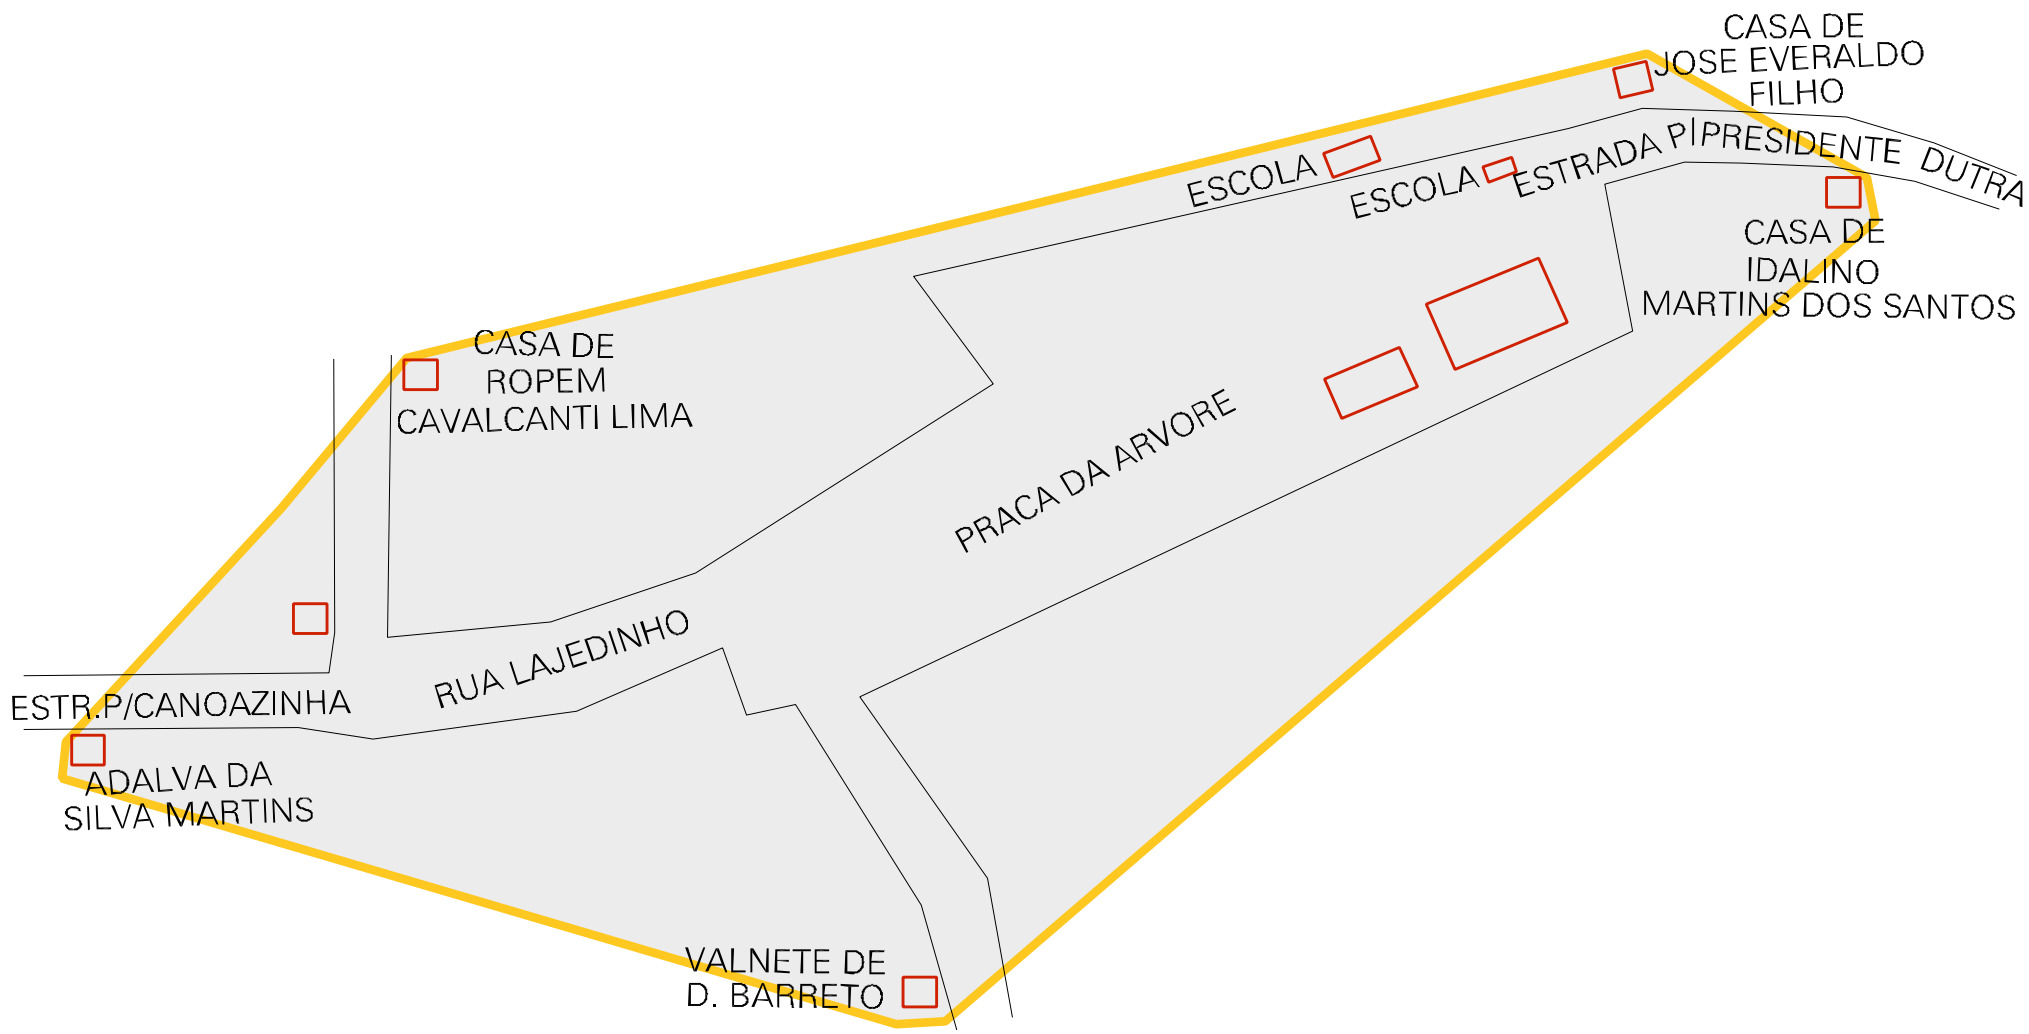 CASA DE
JOSE EVERALDO
FILHO
ESCOLA
ESCOLA
ESTRADA P|PRESIDENTE DUTRA
CASA DE
IDALINO
MARTINS DOS SANTOS
CASA DE
ROPEM
CAVALCANTI LIMA
PRACA DA ARVORE
RUA LAJEDINHO
ESTR.P/CANOAZINHA
ADALVA DA
SILVA MARTINS
VALNETE DE
D. BARRETO